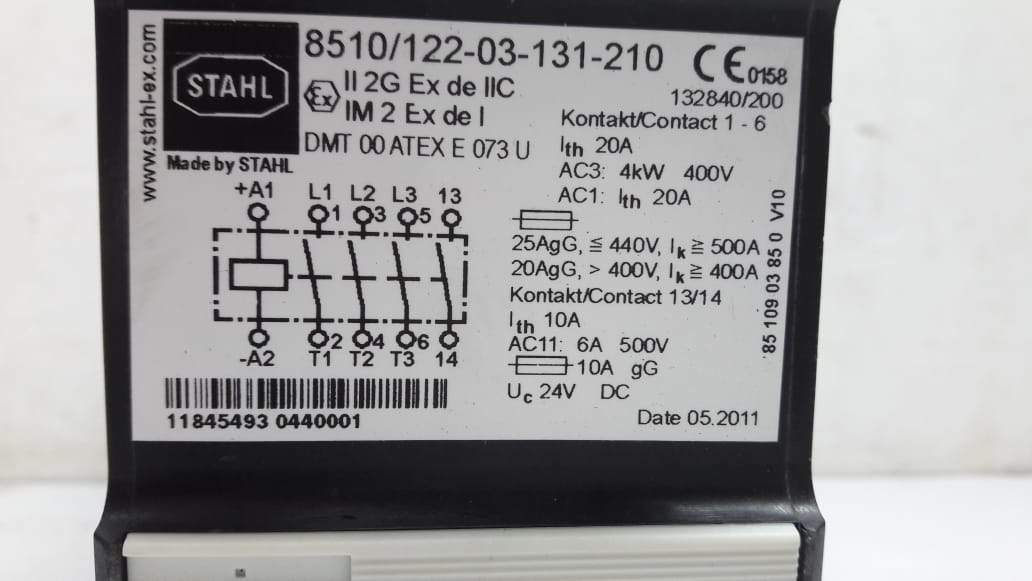 www.stahl-ex.com
STAHL
Made by STAHL
8510/122-03-131-210
CE 0158
Ex II 2G Ex de IIC
IM 2 Ex de I
132840/200
DMT 00 ATEX E 073 U
Kontakt/Contact 1 - 6
Ith 20A
AC3: 4kW 400V
AC1: Ith 20A
25AgG, ≦ 440V, Ik ≧ 500A
20AgG, > 400V, Ik ≧ 400A
Kontakt/Contact 13/14
Ith 10A
AC11: 6A 500V
10A gG
Uc 24V DC
Date 05.2011
85 109 03 85 0 V10
+A1 L1 L2 L3 13
1 3 5
2 4 6
-A2 T1 T2 T3 14
11845493 0440001